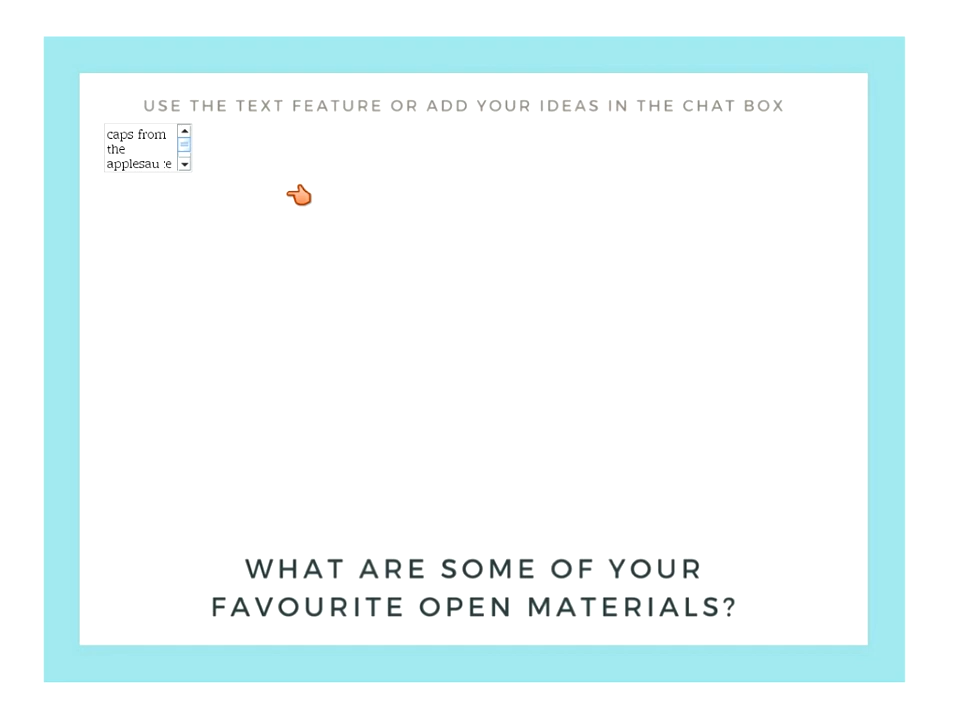 USE THE TEXT FEATURE OR ADD YOUR IDEAS IN THE CHAT BOX
caps from
the
WHAT ARE SOME OF YOUR
FAVOURITE OPEN MATERIALS?